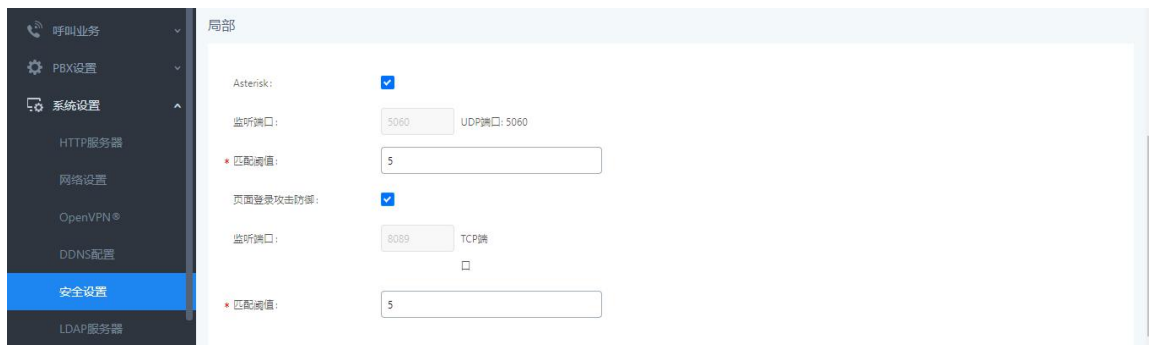 呼叫业务
PBX设置
系统设置
HTTP服务器
网络设置
OpenVPN®
DDNS配置
安全设置
LDAP服务器
局部
Asterisk:
监听端口: 5060 UDP端口: 5060
* 匹配阈值: 5
页面登录攻击防御:
监听端口: 8089 TCP端
口
* 匹配阈值: 5